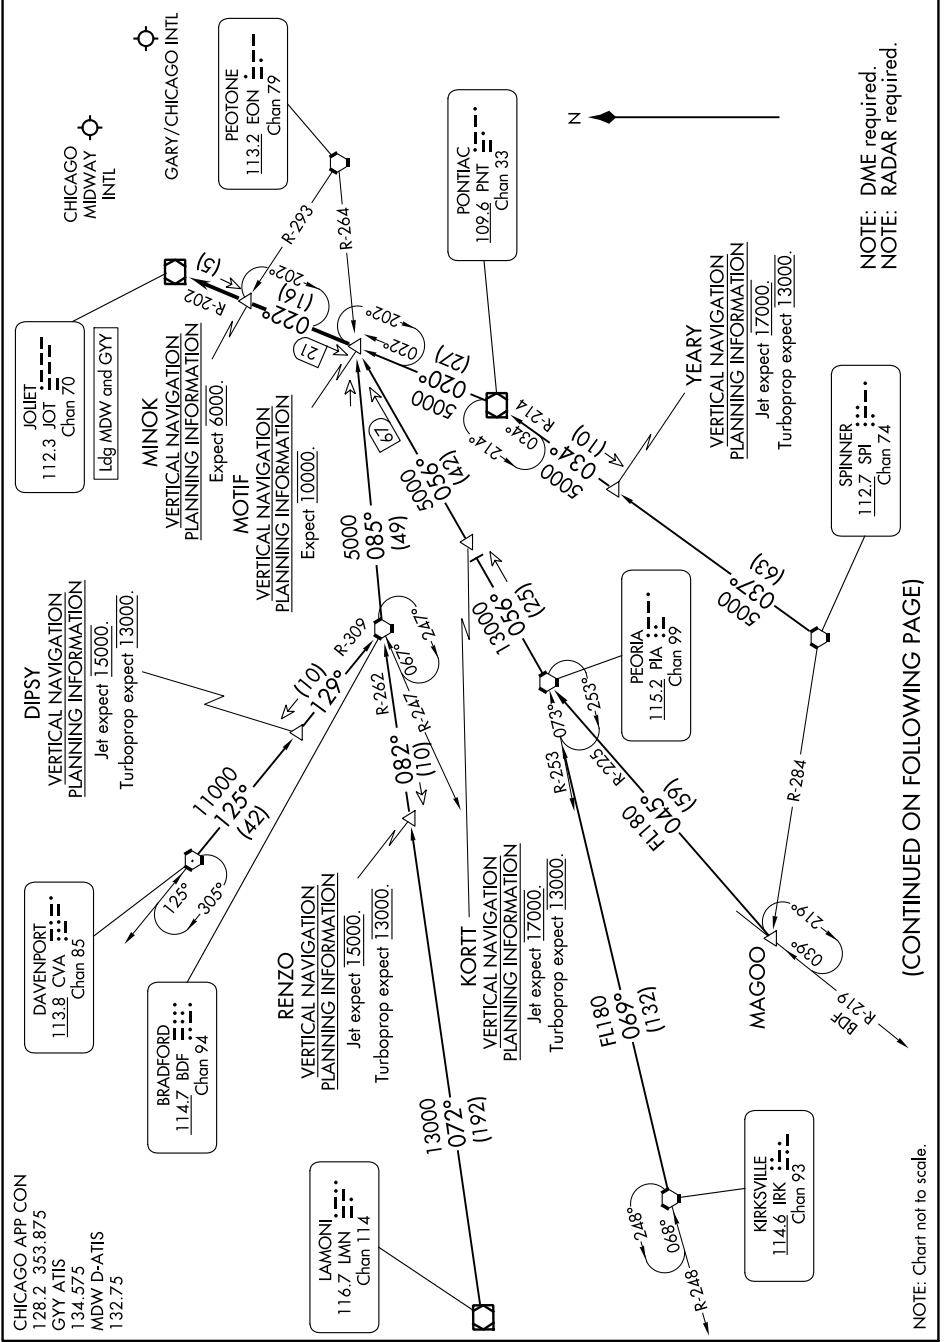 CHICAGO APP CON
128.2 353.875
GYY ATIS
134.575
MDW D-ATIS
132.75
LAMONI
116.7 LMN
Chan 114
KIRKSVILLE
114.6 IRK
Chan 93
NOTE: Chart not to scale.
R-248
068°
248°
13000
072°
(192)
FL180
069°
(132)
DAVENPORT
113.8 CVA
Chan 85
BRADFORD
114.7 BDF
Chan 94
125°
305°
11000
125°
(42)
RENZO
VERTICAL NAVIGATION
PLANNING INFORMATION
Jet expect 15000.
Turboprop expect 13000.
KORTT
VERTICAL NAVIGATION
PLANNING INFORMATION
Jet expect 17000.
Turboprop expect 13000.
MAGOO
BDF
R-219
039°
219°
R-284
FL180
045°
(59)
R-225
R-253
073°
253°
PEORIA
115.2 PIA
Chan 99
DIPSY
VERTICAL NAVIGATION
PLANNING INFORMATION
Jet expect 15000.
Turboprop expect 13000.
(10)
129°
R-309
082°
(10)
R-262
R-247
067°
247°
13000
056°
(25)
5000
085°
(49)
5000
056°
(42)
67
JOLIET
112.3 JOT
Chan 70
Ldg MDW and GYY
MINOK
VERTICAL NAVIGATION
PLANNING INFORMATION
Expect 6000.
MOTIF
VERTICAL NAVIGATION
PLANNING INFORMATION
Expect 10000.
21
R-202
(5)
022°
(16)
202°
022°
202°
5000
020°
(27)
R-214
034°
214°
5000
034°
(10)
5000
037°
(63)
YEARY
VERTICAL NAVIGATION
PLANNING INFORMATION
Jet expect 17000.
Turboprop expect 13000.
SPINNER
112.7 SPI
Chan 74
PONTIAC
109.6 PNT
Chan 33
PEOTONE
113.2 EON
Chan 79
R-293
R-264
CHICAGO
MIDWAY
INTL
GARY/CHICAGO INTL
N
NOTE: DME required.
NOTE: RADAR required.
(CONTINUED ON FOLLOWING PAGE)